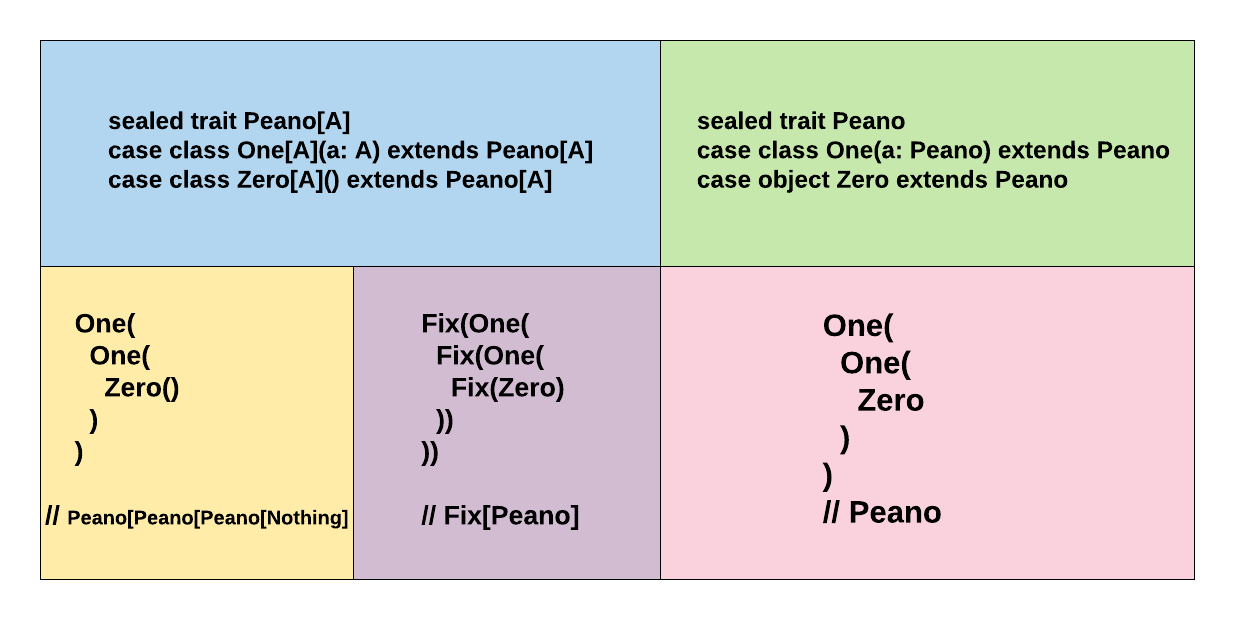 sealed trait Peano[A]
case class One[A](a: A) extends Peano[A]
case class Zero[A]() extends Peano[A]
sealed trait Peano
case class One(a: Peano) extends Peano
case object Zero extends Peano
One(
One(
Zero()
)
)
// Peano[Peano[Peano[Nothing]
Fix(One(
Fix(One(
Fix(Zero)
))
))
// Fix[Peano]
One(
One(
Zero
)
)
// Peano